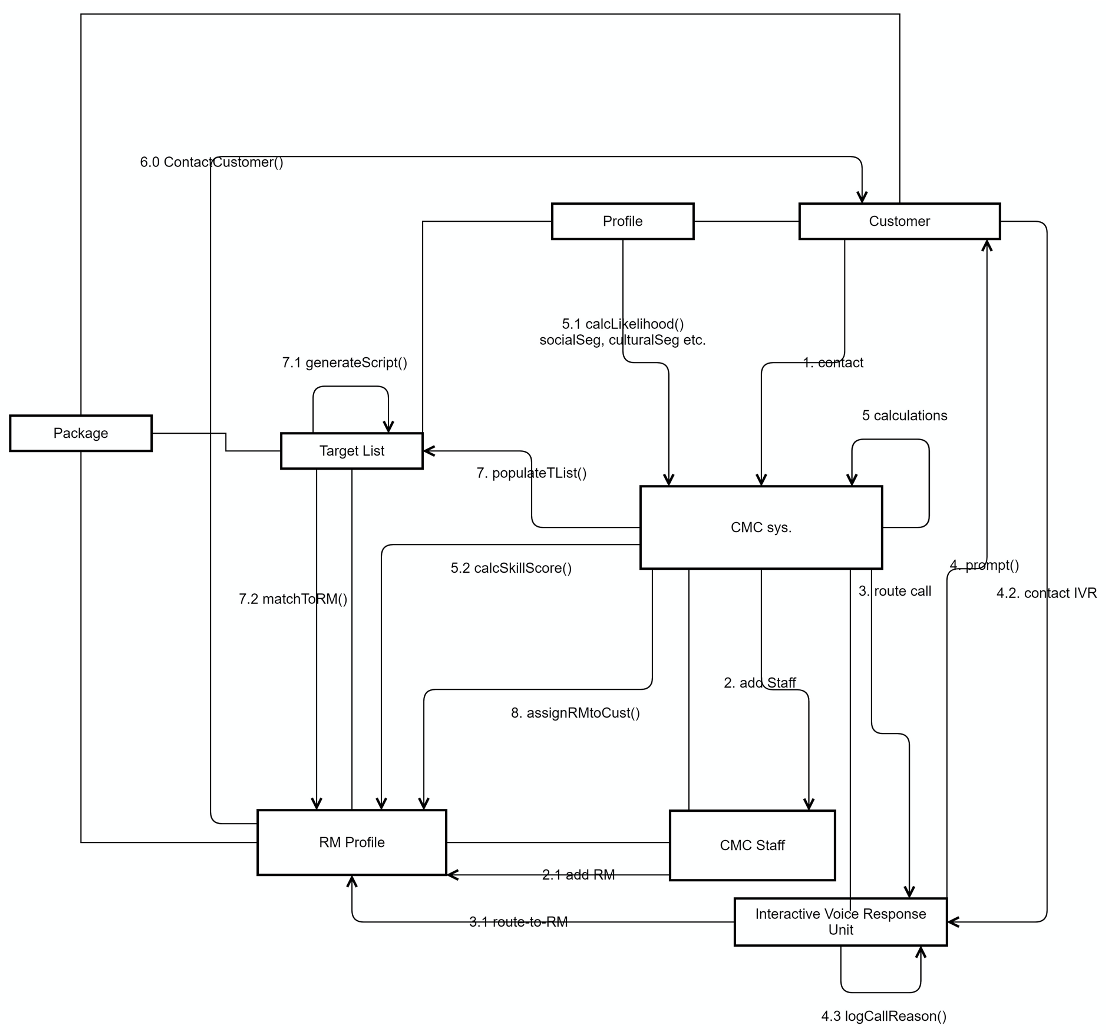 6.0 ContactCustomer()
Profile
Customer
5.1 calcLikelihood()
socialSeg, culturalSeg etc.
7.1 generateScript()
1. contact
5 calculations
Package
Target List
7. populateTList()
CMC sys.
5.2 calcSkillScore()
4. prompt()
3. route call
4.2. contact IVR
7.2 matchToRM()
2. add Staff
8. assignRMtoCust()
RM Profile
CMC Staff
2.1 add RM
3.1 route-to-RM
Interactive Voice Response
Unit
4.3 logCallReason()